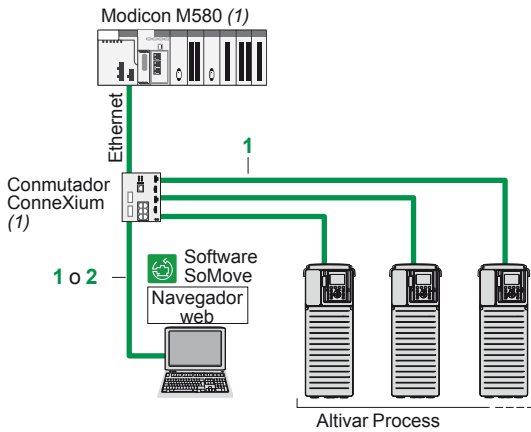 Modicon M580 (1)
Ethernet
1
Conmutador
ConneXium
(1)
1 o 2
Software
SoMove
Navegador
web
Altivar Process